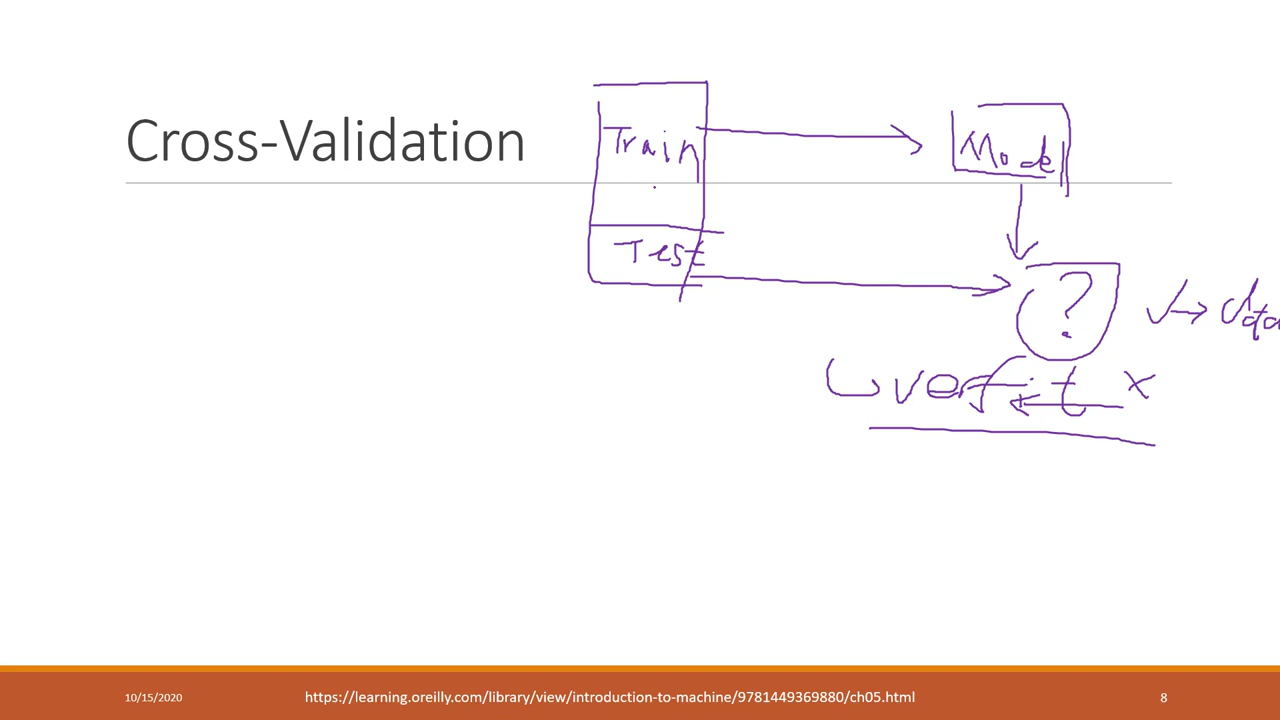 Cross-Validation
Train
Model
Test
?
data
overfit x
10/15/2020
https://learning.oreilly.com/library/view/introduction-to-machine/9781449369880/ch05.html
8